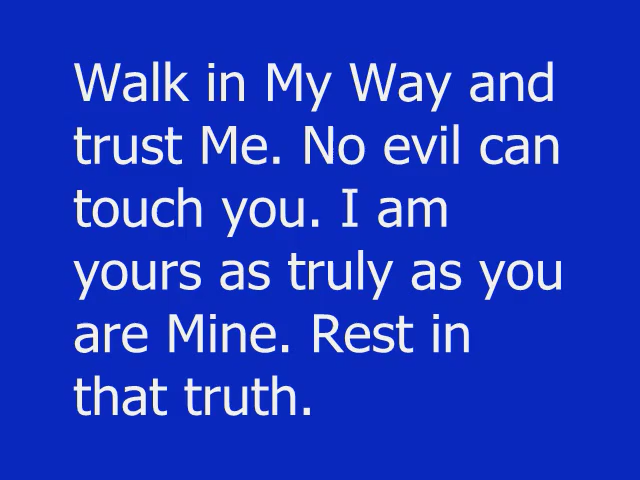 Walk in My Way and
trust Me. No evil can
touch you. I am
yours as truly as you
are Mine. Rest in
that truth.